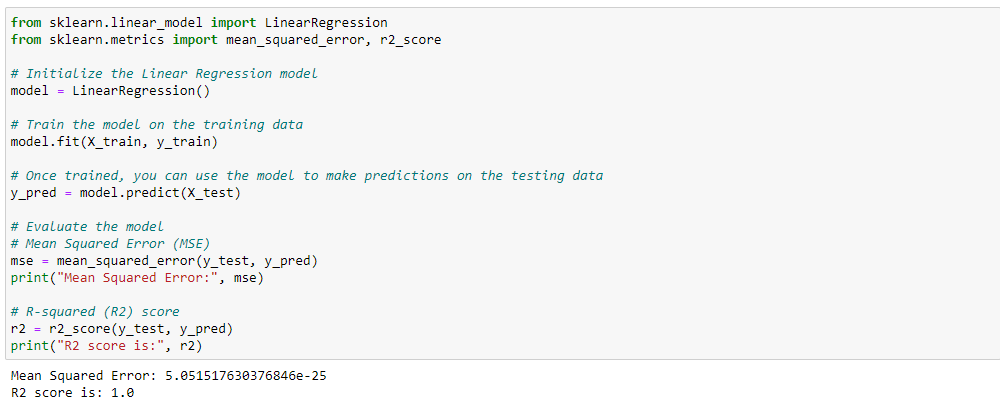 from sklearn.linear_model import LinearRegression
from sklearn.metrics import mean_squared_error, r2_score
# Initialize the Linear Regression model
model = LinearRegression()
# Train the model on the training data
model.fit(X_train, y_train)
# Once trained, you can use the model to make predictions on the testing data
y_pred = model.predict(X_test)
# Evaluate the model
# Mean Squared Error (MSE)
mse = mean_squared_error(y_test, y_pred)
print("Mean Squared Error:", mse)
# R-squared (R2) score
r2 = r2_score(y_test, y_pred)
print("R2 score is:", r2)
Mean Squared Error: 5.051517630376846e-25
R2 score is: 1.0